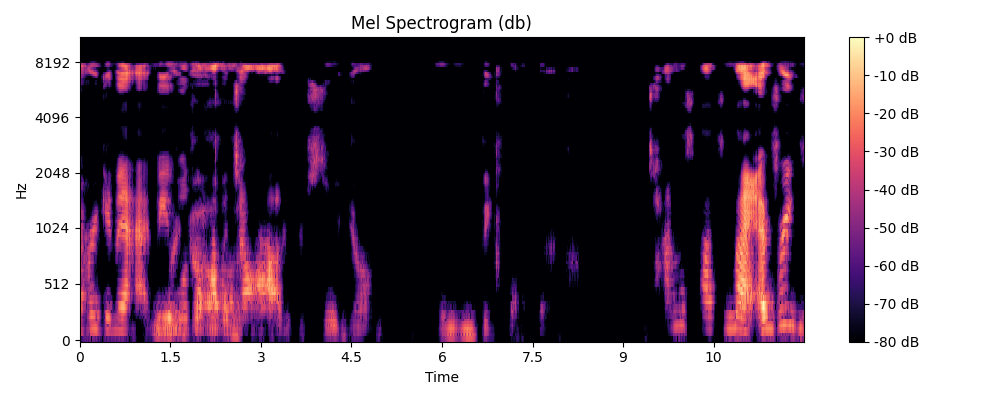 Mel Spectrogram (db)
8192
4096
2048
1024
512
0
Hz
0 1.5 3 4.5 6 7.5 9 10
Time
+0 dB
-10 dB
-20 dB
-30 dB
-40 dB
-50 dB
-60 dB
-70 dB
-80 dB